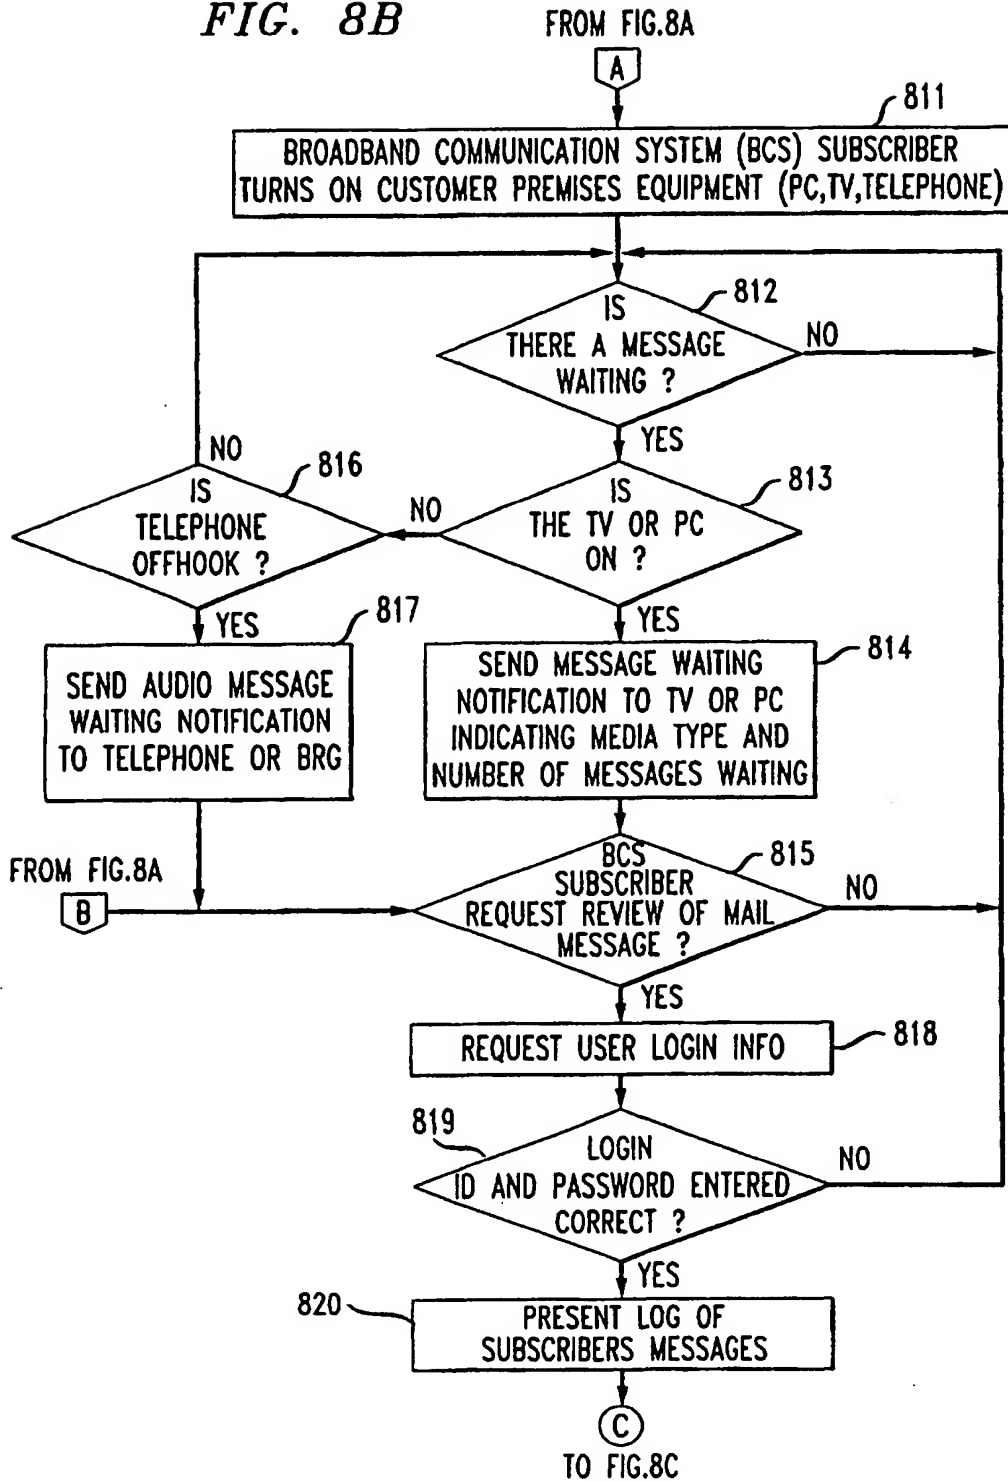 FIG. 8B
FROM FIG.8A
A
811
BROADBAND COMMUNICATION SYSTEM (BCS) SUBSCRIBER
TURNS ON CUSTOMER PREMISES EQUIPMENT (PC,TV,TELEPHONE)
812
IS
THERE A MESSAGE
WAITING ?
NO
YES
813
IS
THE TV OR PC
ON ?
NO
YES
816
NO
IS
TELEPHONE
OFFHOOK ?
YES
817
SEND AUDIO MESSAGE
WAITING NOTIFICATION
TO TELEPHONE OR BRG
814
SEND MESSAGE WAITING
NOTIFICATION TO TV OR PC
INDICATING MEDIA TYPE AND
NUMBER OF MESSAGES WAITING
FROM FIG.8A
B
815
BCS
SUBSCRIBER
REQUEST REVIEW OF MAIL
MESSAGE ?
NO
YES
REQUEST USER LOGIN INFO
818
819
LOGIN
ID AND PASSWORD ENTERED
CORRECT ?
NO
YES
820
PRESENT LOG OF
SUBSCRIBERS MESSAGES
C
TO FIG.8C